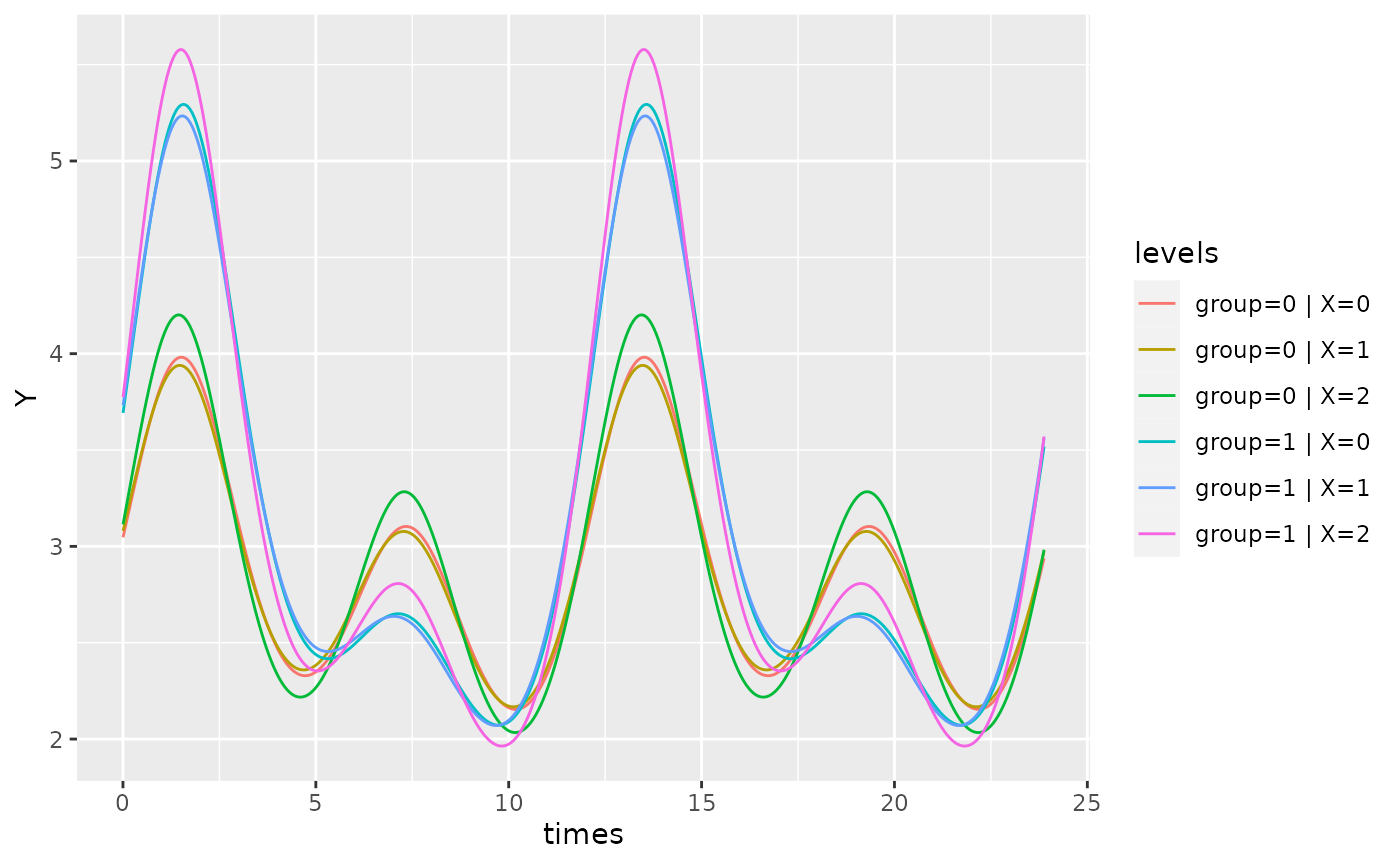 5
4
3
2
Y
0
5
10
15
20
25
times
levels
group=0 | X=0
group=0 | X=1
group=0 | X=2
group=1 | X=0
group=1 | X=1
group=1 | X=2